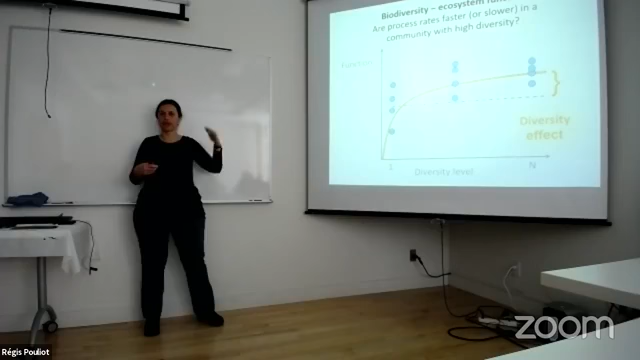 Biodiversity – ecosystem
Are process rates faster (or slower) in a
community with high diversity?
Function
Diversity
effect
1
N
Diversity level
zoom
Régis Pouliot